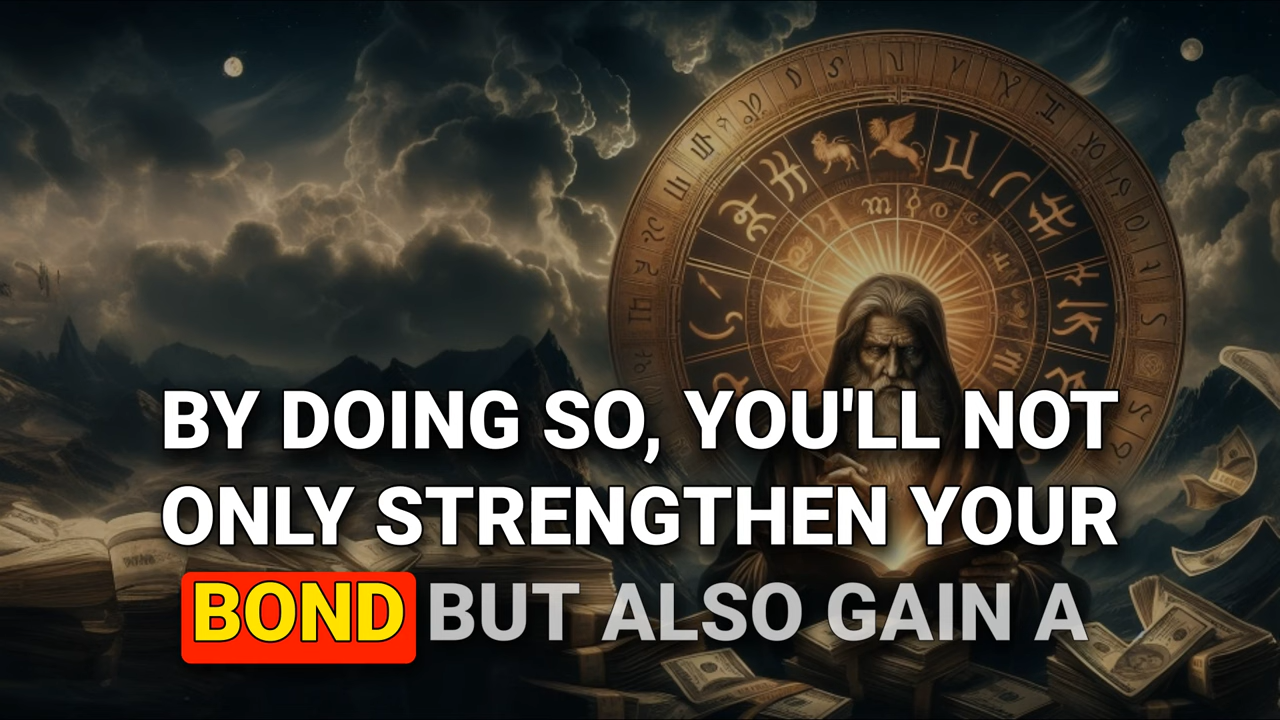 BY DOING SO, YOU'LL NOT
ONLY STRENGTHEN YOUR
BOND BUT ALSO GAIN A